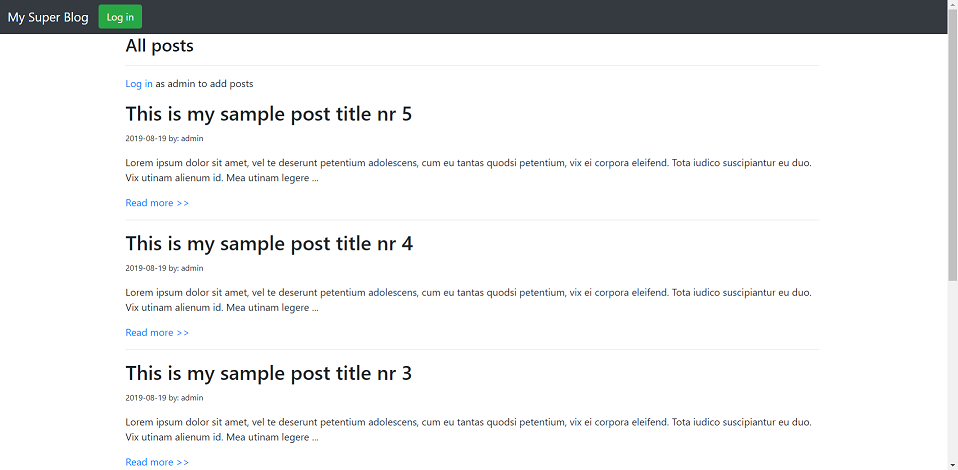 My Super Blog Log in
All posts
Log in as admin to add posts
This is my sample post title nr 5
2019-08-19 by: admin
Lorem ipsum dolor sit amet, vel te deserunt petentium adolescens, cum eu tantas quodsi petentium, vix ei corpora eleifend. Tota iudico suscipiantur eu duo.
Vix utinam alienum id. Mea utinam legere ...
Read more >>
This is my sample post title nr 4
2019-08-19 by: admin
Lorem ipsum dolor sit amet, vel te deserunt petentium adolescens, cum eu tantas quodsi petentium, vix ei corpora eleifend. Tota iudico suscipiantur eu duo.
Vix utinam alienum id. Mea utinam legere ...
Read more >>
This is my sample post title nr 3
2019-08-19 by: admin
Lorem ipsum dolor sit amet, vel te deserunt petentium adolescens, cum eu tantas quodsi petentium, vix ei corpora eleifend. Tota iudico suscipiantur eu duo.
Vix utinam alienum id. Mea utinam legere ...
Read more >>